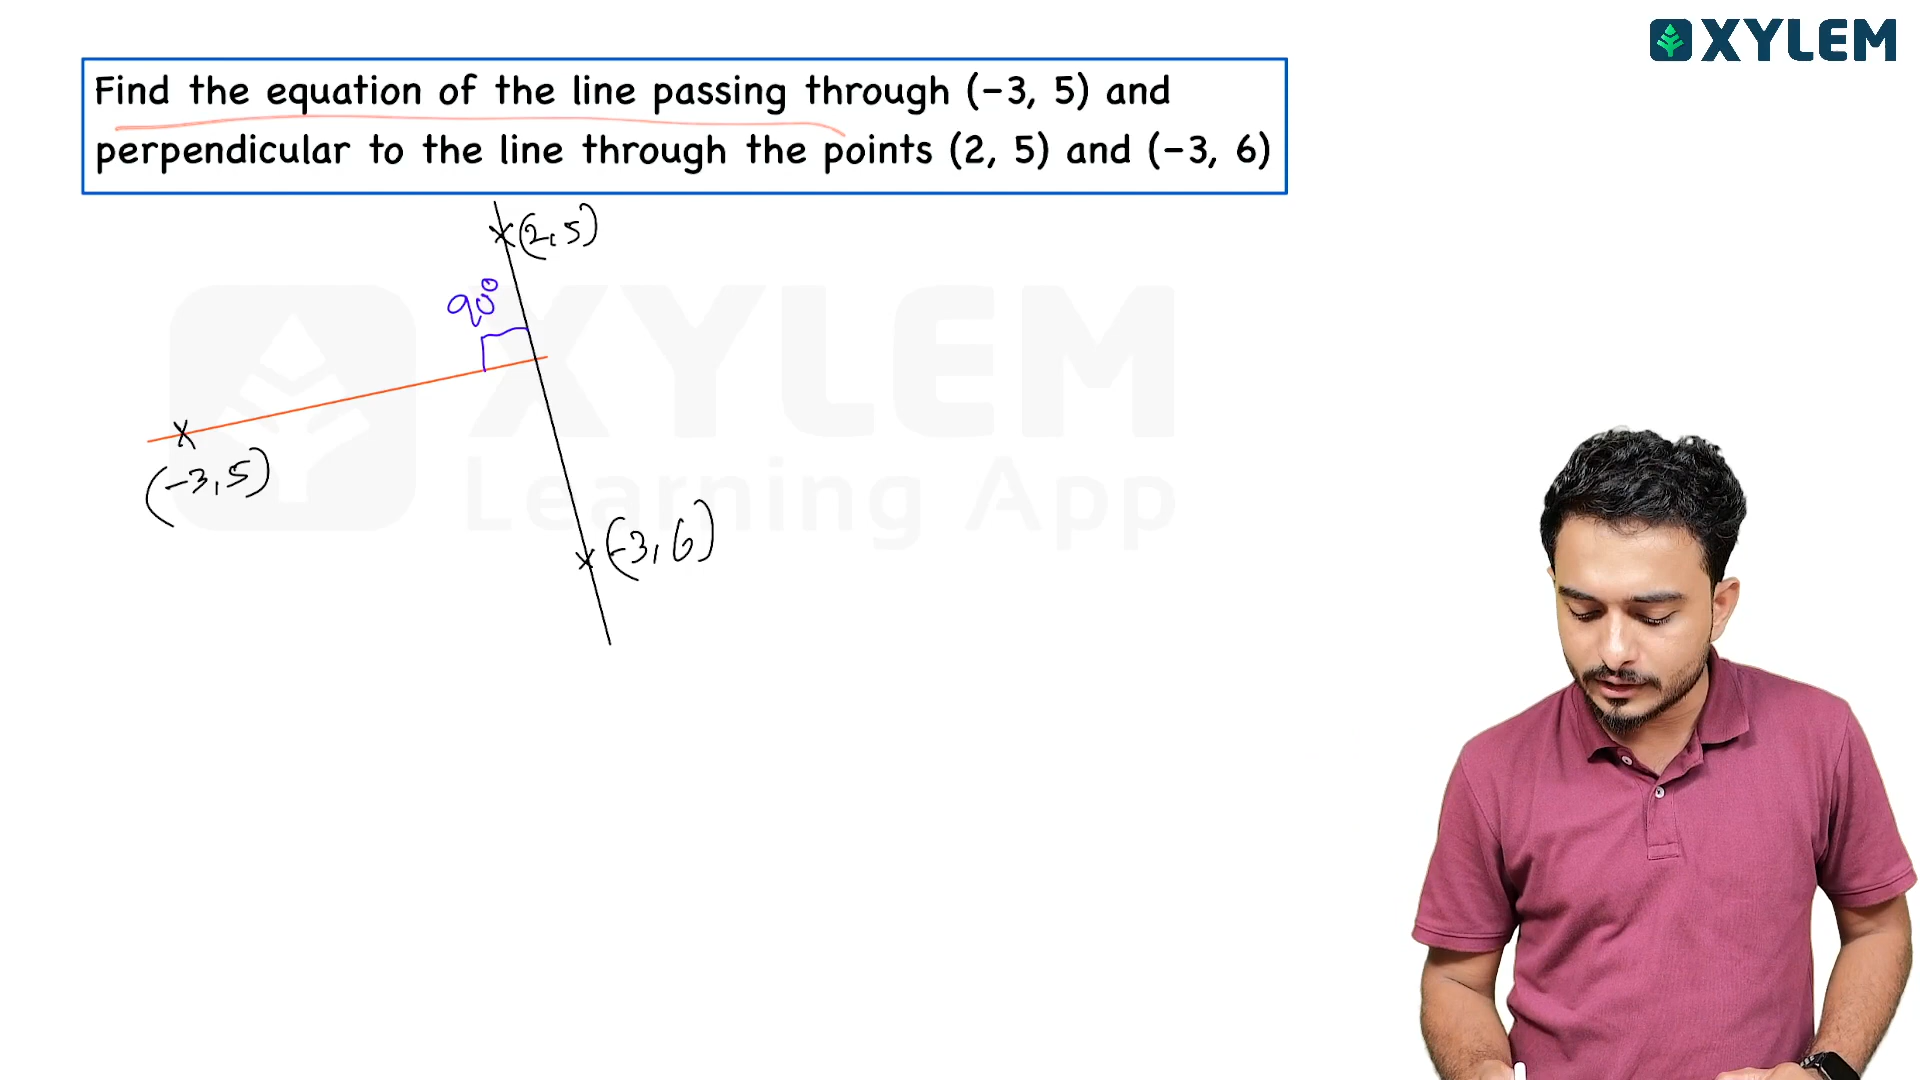 XYLEM
Find the equation of the line passing through (−3, 5) and
perpendicular to the line through the points (2, 5) and (−3, 6)
(2, 5)
90°
XYLEM
(-3, 5)
Learning App
(-3, 6)